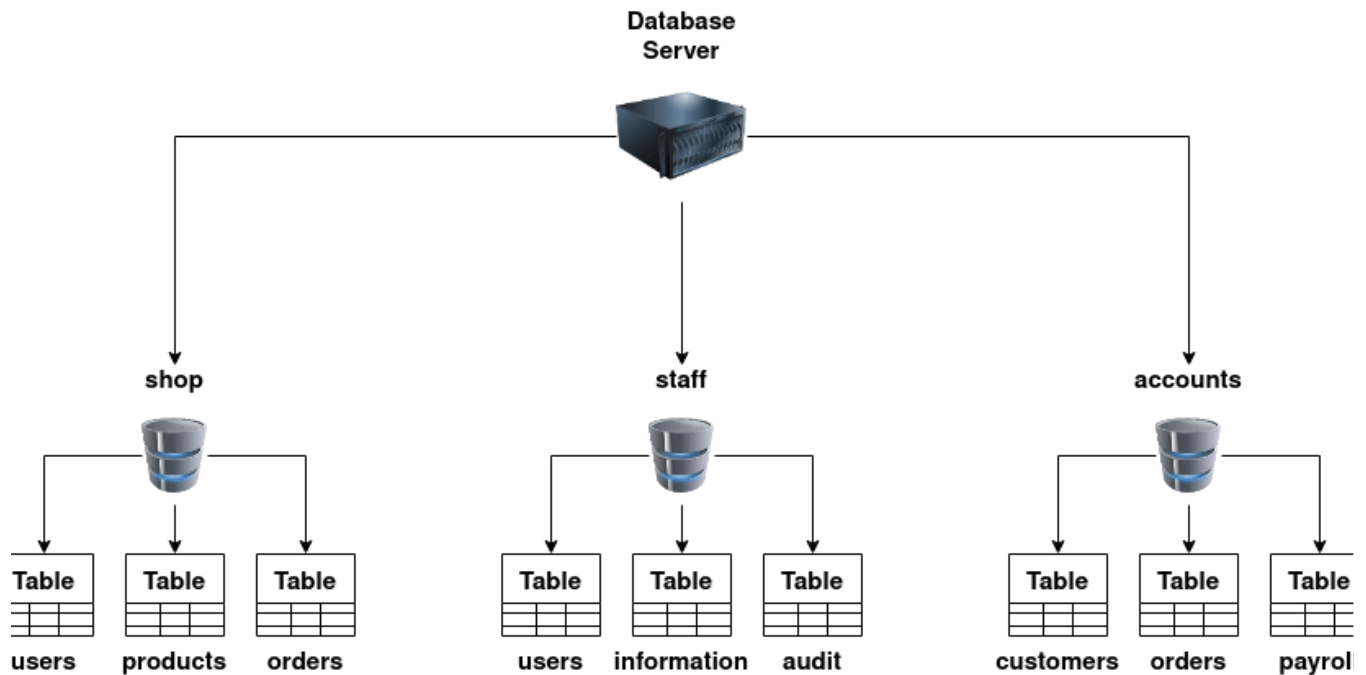 Database
Server
shop
staff
accounts
Table
Table
Table
Table
Table
Table
Table
Table
Table
users
products
orders
users
information
audit
customers
orders
payroll